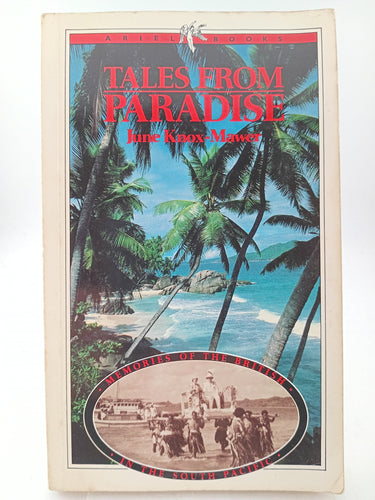 ARIEL BOOKS
TALES FROM
PARADISE
June Knox-Mawer
MEMORIES OF THE BRITISH
IN THE SOUTH PACIFIC